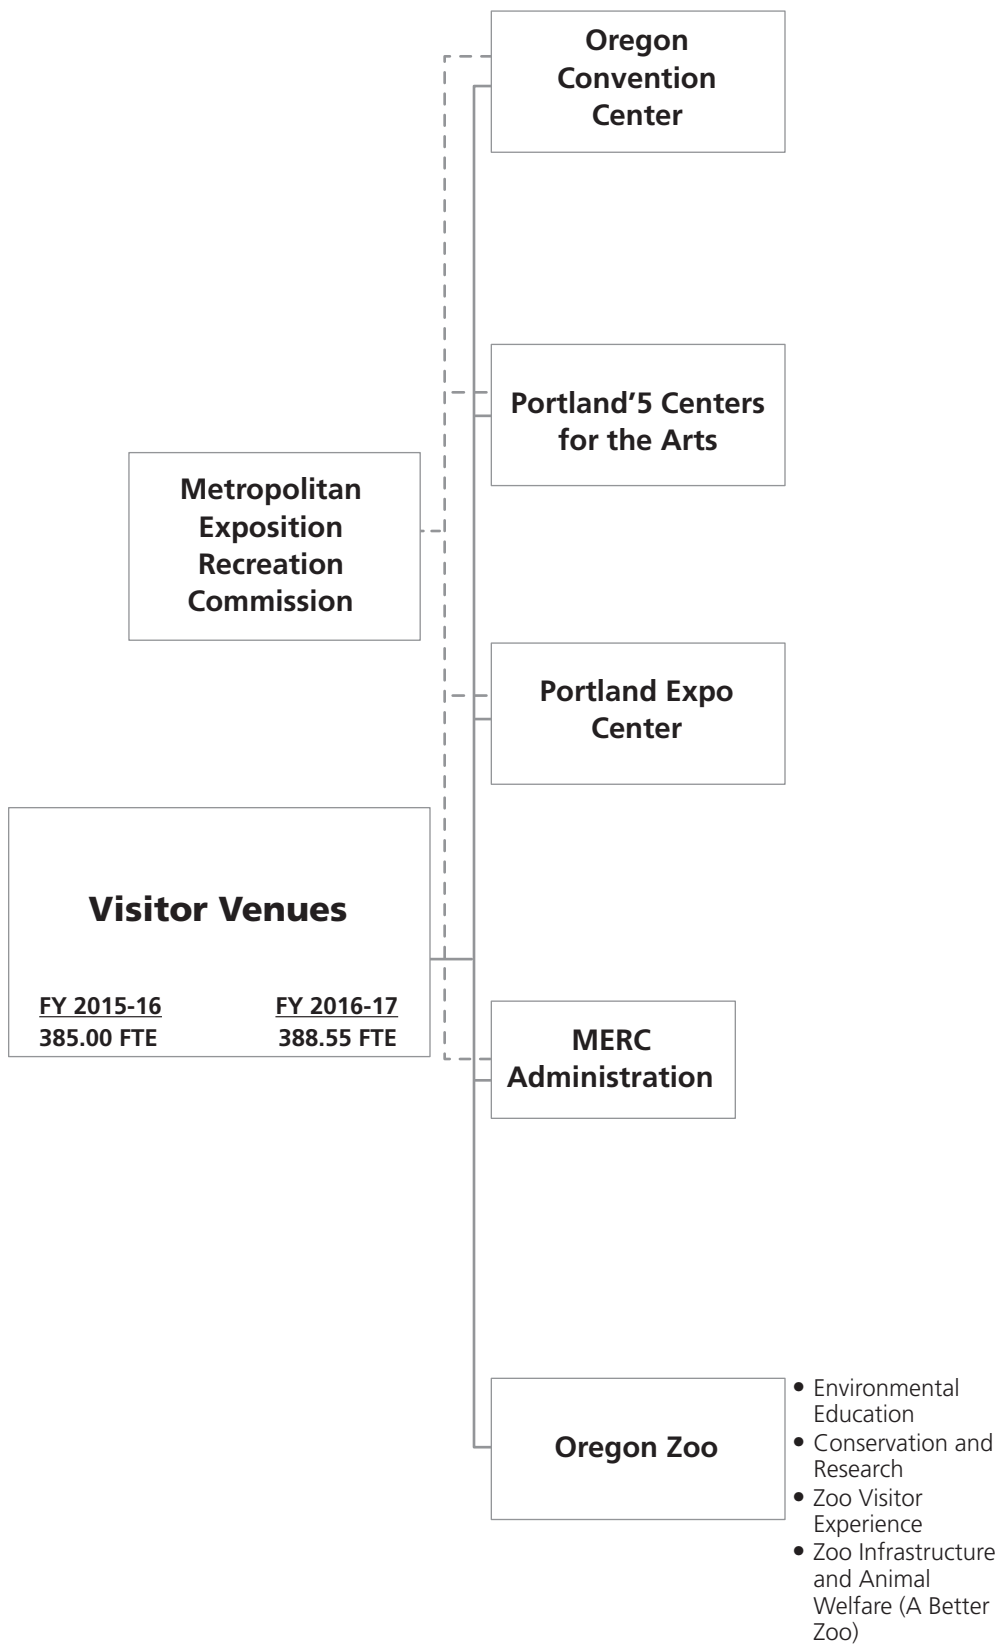 Oregon
Convention
Center
Portland’5 Centers
for the Arts
Metropolitan
Exposition
Recreation
Commission
Portland Expo
Center
Visitor Venues
FY 2015-16 FY 2016-17
385.00 FTE 388.55 FTE
MERC
Administration
Oregon Zoo
• Environmental
Education
• Conservation and
Research
• Zoo Visitor
Experience
• Zoo Infrastructure
and Animal
Welfare (A Better
Zoo)